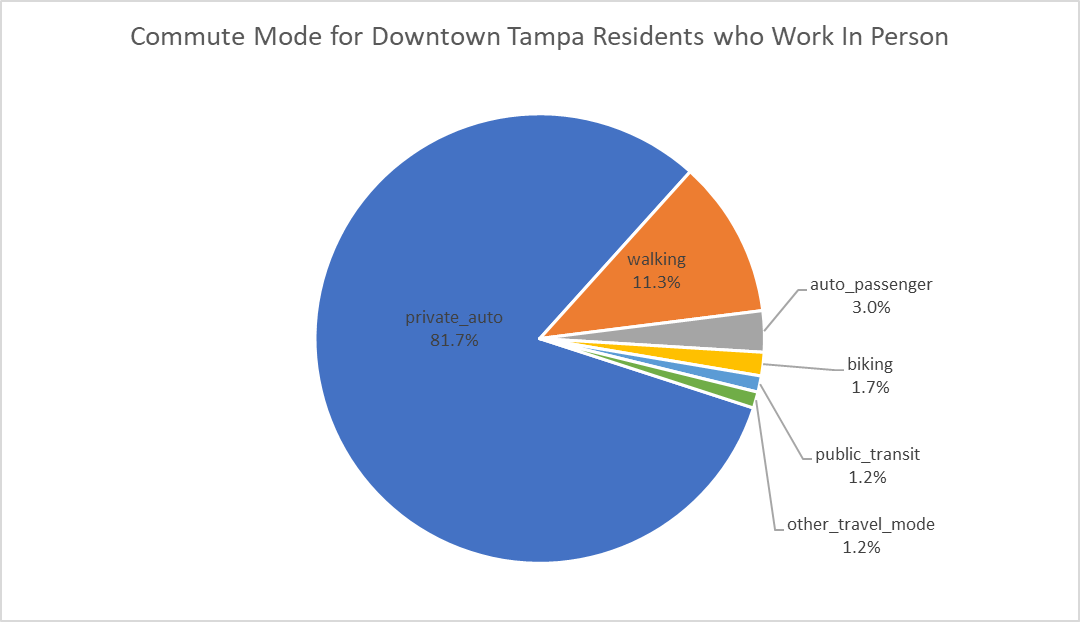 Commute Mode for Downtown Tampa Residents who Work In Person
walking
11.3%
auto_passenger
3.0%
private_auto
81.7%
biking
1.7%
public_transit
1.2%
other_travel_mode
1.2%